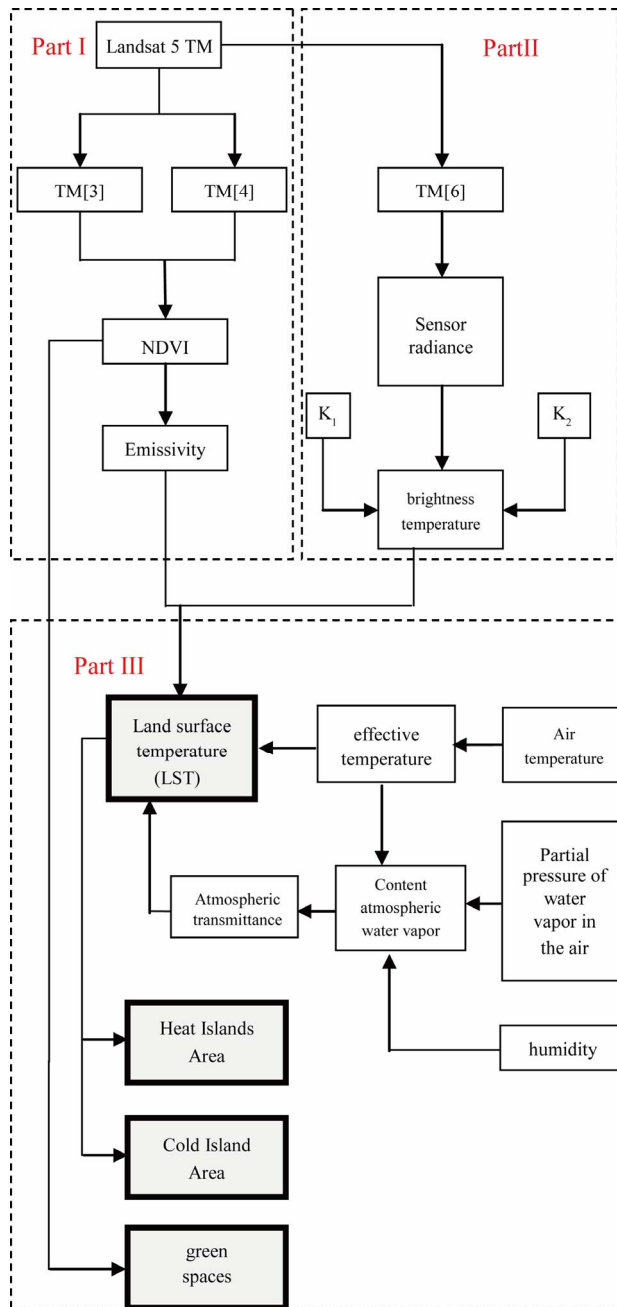 Part I
Landsat 5 TM
PartII
TM[3]
TM[4]
TM[6]
Sensor
radiance
NDVI
K1
K2
Emissivity
brightness
temperature
Part III
Land surface
temperature
(LST)
effective
temperature
Air
temperature
Partial
pressure of
water
vapor in
the air
Content
atmospheric
water vapor
Atmospheric
transmittance
humidity
Heat Islands
Area
Cold Island
Area
green
spaces